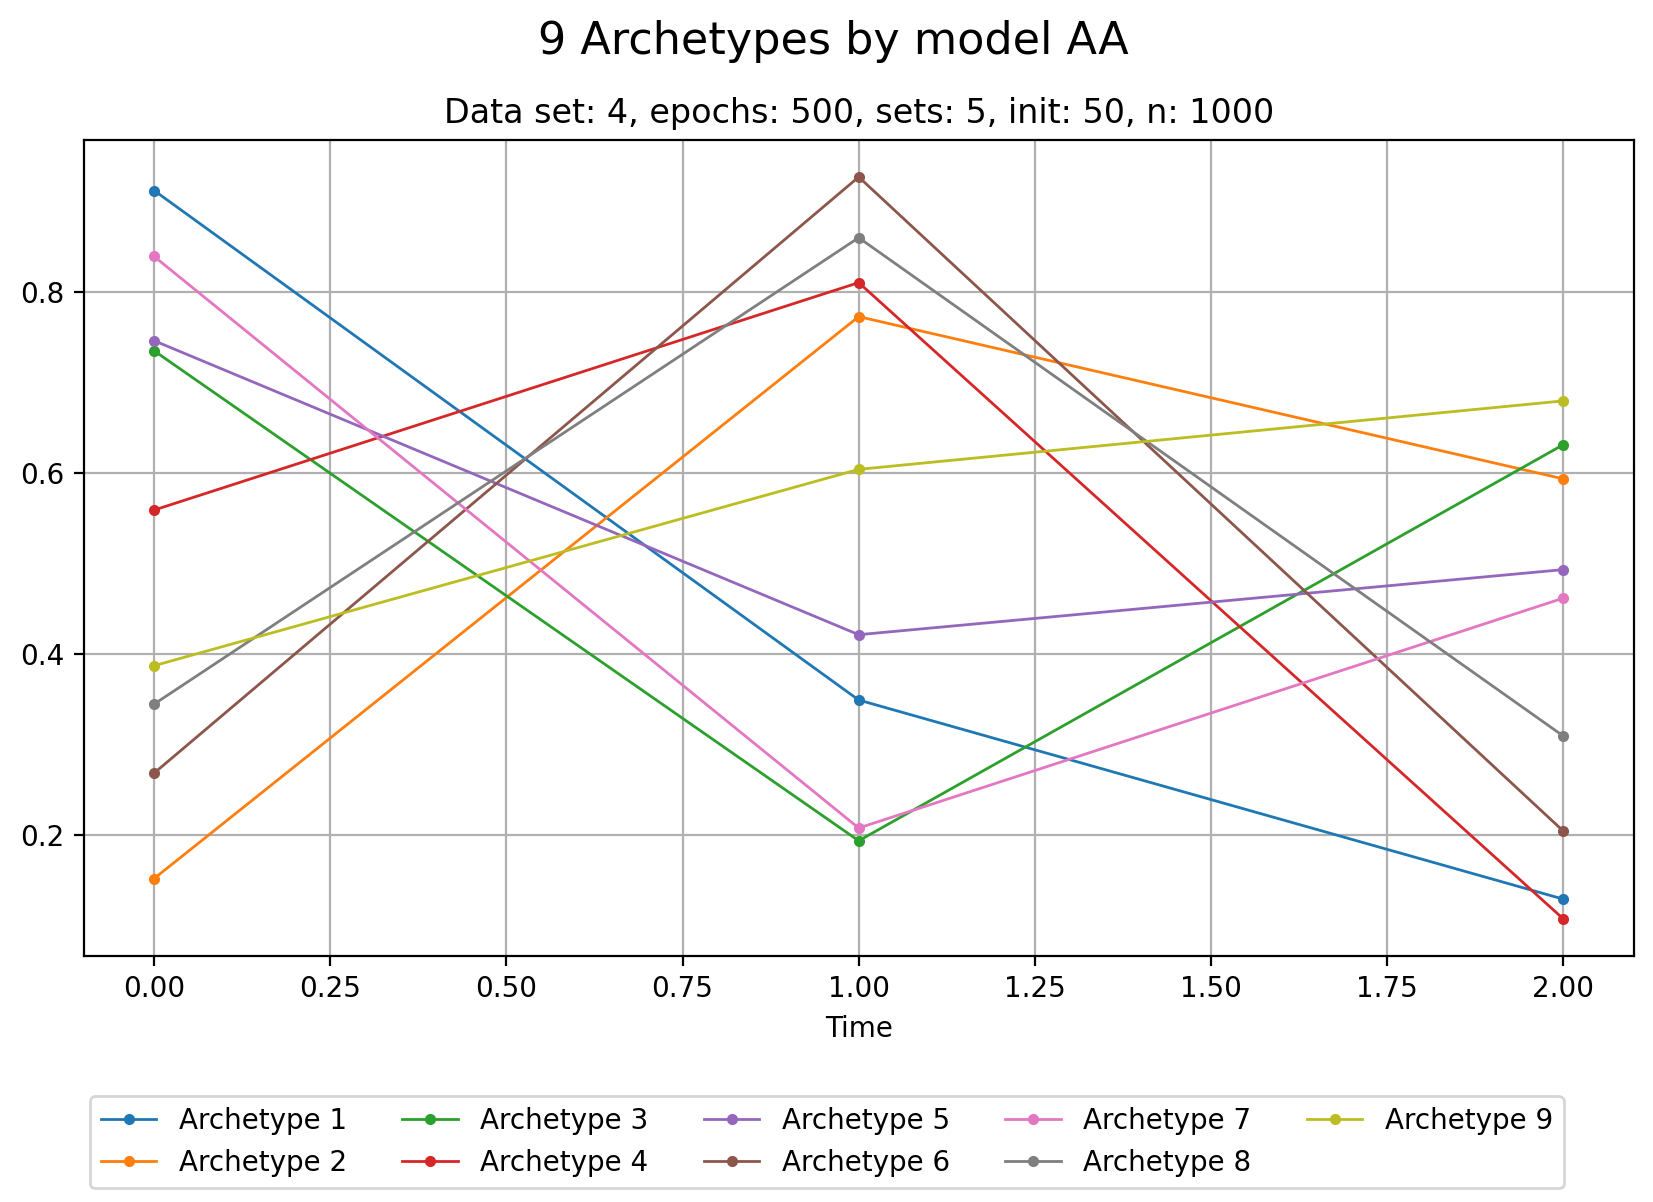 9 Archetypes by model AA
Data set: 4, epochs: 500, sets: 5, init: 50, n: 1000
0.8
0.6
0.4
0.2
0.00 0.25 0.50 0.75 1.00 1.25 1.50 1.75 2.00
Time
Archetype 1 Archetype 3 Archetype 5 Archetype 7 Archetype 9
Archetype 2 Archetype 4 Archetype 6 Archetype 8